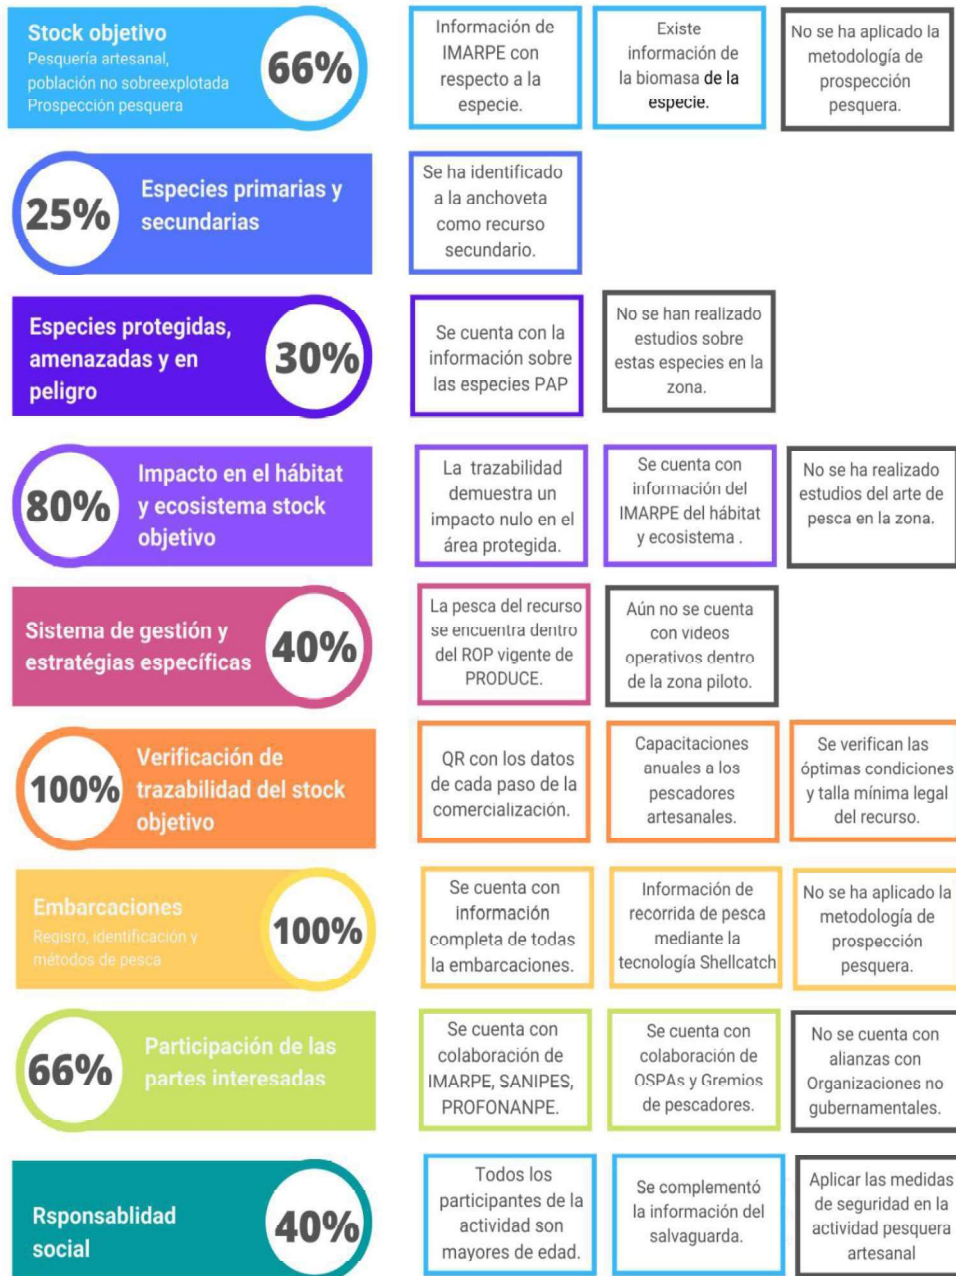 Stock objetivo
Pesquería artesanal,
población no sobreexplotada
Prospección pesquera
66%
Información de
IMARPE con
respecto a la
especie.
Existe
información de
la biomasa de la
especie.
No se ha aplicado la
metodología de
prospección
pesquera.
25%
Especies primarias y
secundarias
Se ha identificado
a la anchoveta
como recurso
secundario.
Especies protegidas,
amenazadas y en
peligro
30%
Se cuenta con la
información sobre
las especies PAP
No se han realizado
estudios sobre
estas especies en la
zona.
80%
Impacto en el hábitat
y ecosistema stock
objetivo
La trazabilidad
demuestra un
impacto nulo en el
área protegida.
Se cuenta con
información del
IMARPE del hábitat
y ecosistema .
No se ha realizado
estudios del arte de
pesca en la zona.
Sistema de gestión y
estratégias específicas
40%
La pesca del recurso
se encuentra dentro
del ROP vigente de
PRODUCE.
Aún no se cuenta
con videos
operativos dentro
de la zona piloto.
100%
Verificación de
trazabilidad del stock
objetivo
QR con los datos
de cada paso de la
comercialización.
Capacitaciones
anuales a los
pescadores
artesanales.
Se verifican las
óptimas condiciones
y talla mínima legal
del recurso.
Embarcaciones
Regisro, identificación y
métodos de pesca
100%
Se cuenta con
información
completa de todas
la embarcaciones.
Información de
recorrida de pesca
mediante la
tecnología Shellcatch
No se ha aplicado la
metodología de
prospección
pesquera.
66%
Participación de las
partes interesadas
Se cuenta con
colaboración de
IMARPE, SANIPES,
PROFONANPE.
Se cuenta con
colaboración de
OSPAs y Gremios
de pescadores.
No se cuenta con
alianzas con
Organizaciones no
gubernamentales.
Rsponsablidad
social
40%
Todos los
participantes de la
actividad son
mayores de edad.
Se complementó
la información del
salvaguarda.
Aplicar las medidas
de seguridad en la
actividad pesquera
artesanal